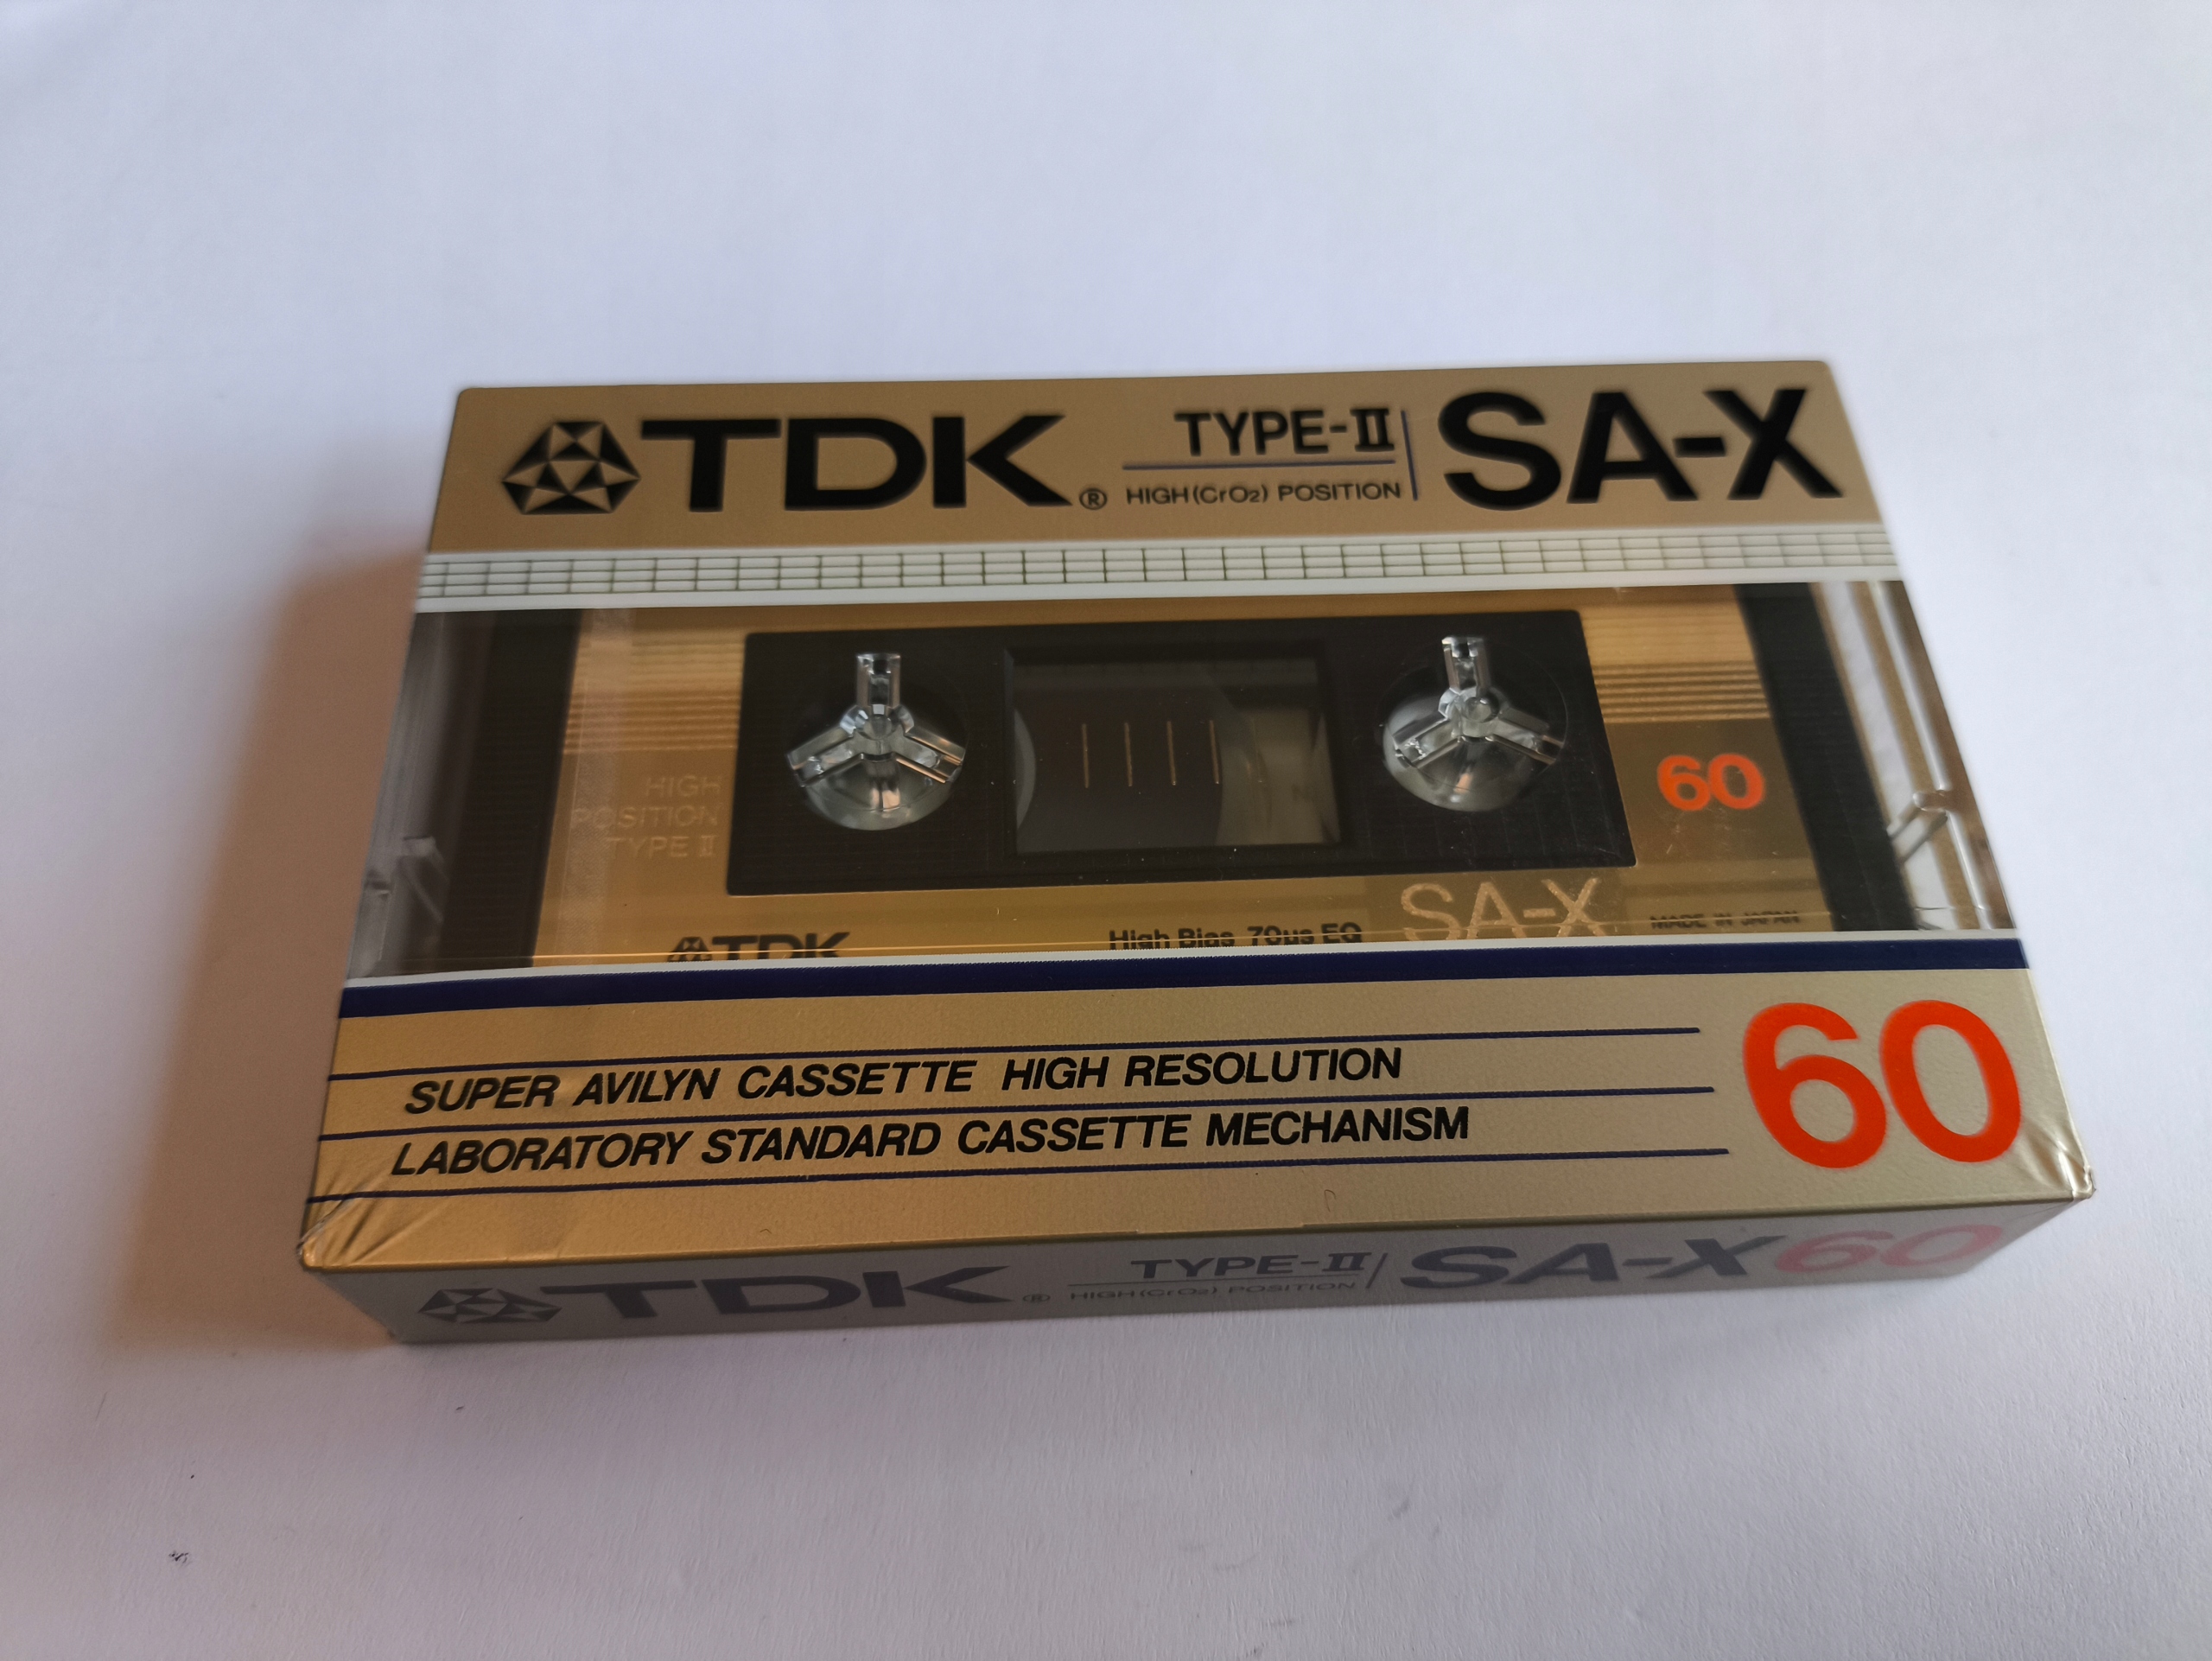 TDK® TYPE-II SA-X
HIGH(CrO2) POSITION
HIGH
POSITION
TYPE II
60
SA-X
TDK High Bias 70µs EQ MADE IN JAPAN
SUPER AVILYN CASSETTE HIGH RESOLUTION
LABORATORY STANDARD CASSETTE MECHANISM
60
TDK® TYPE-II SA-X60
HIGH(CrO2) POSITION